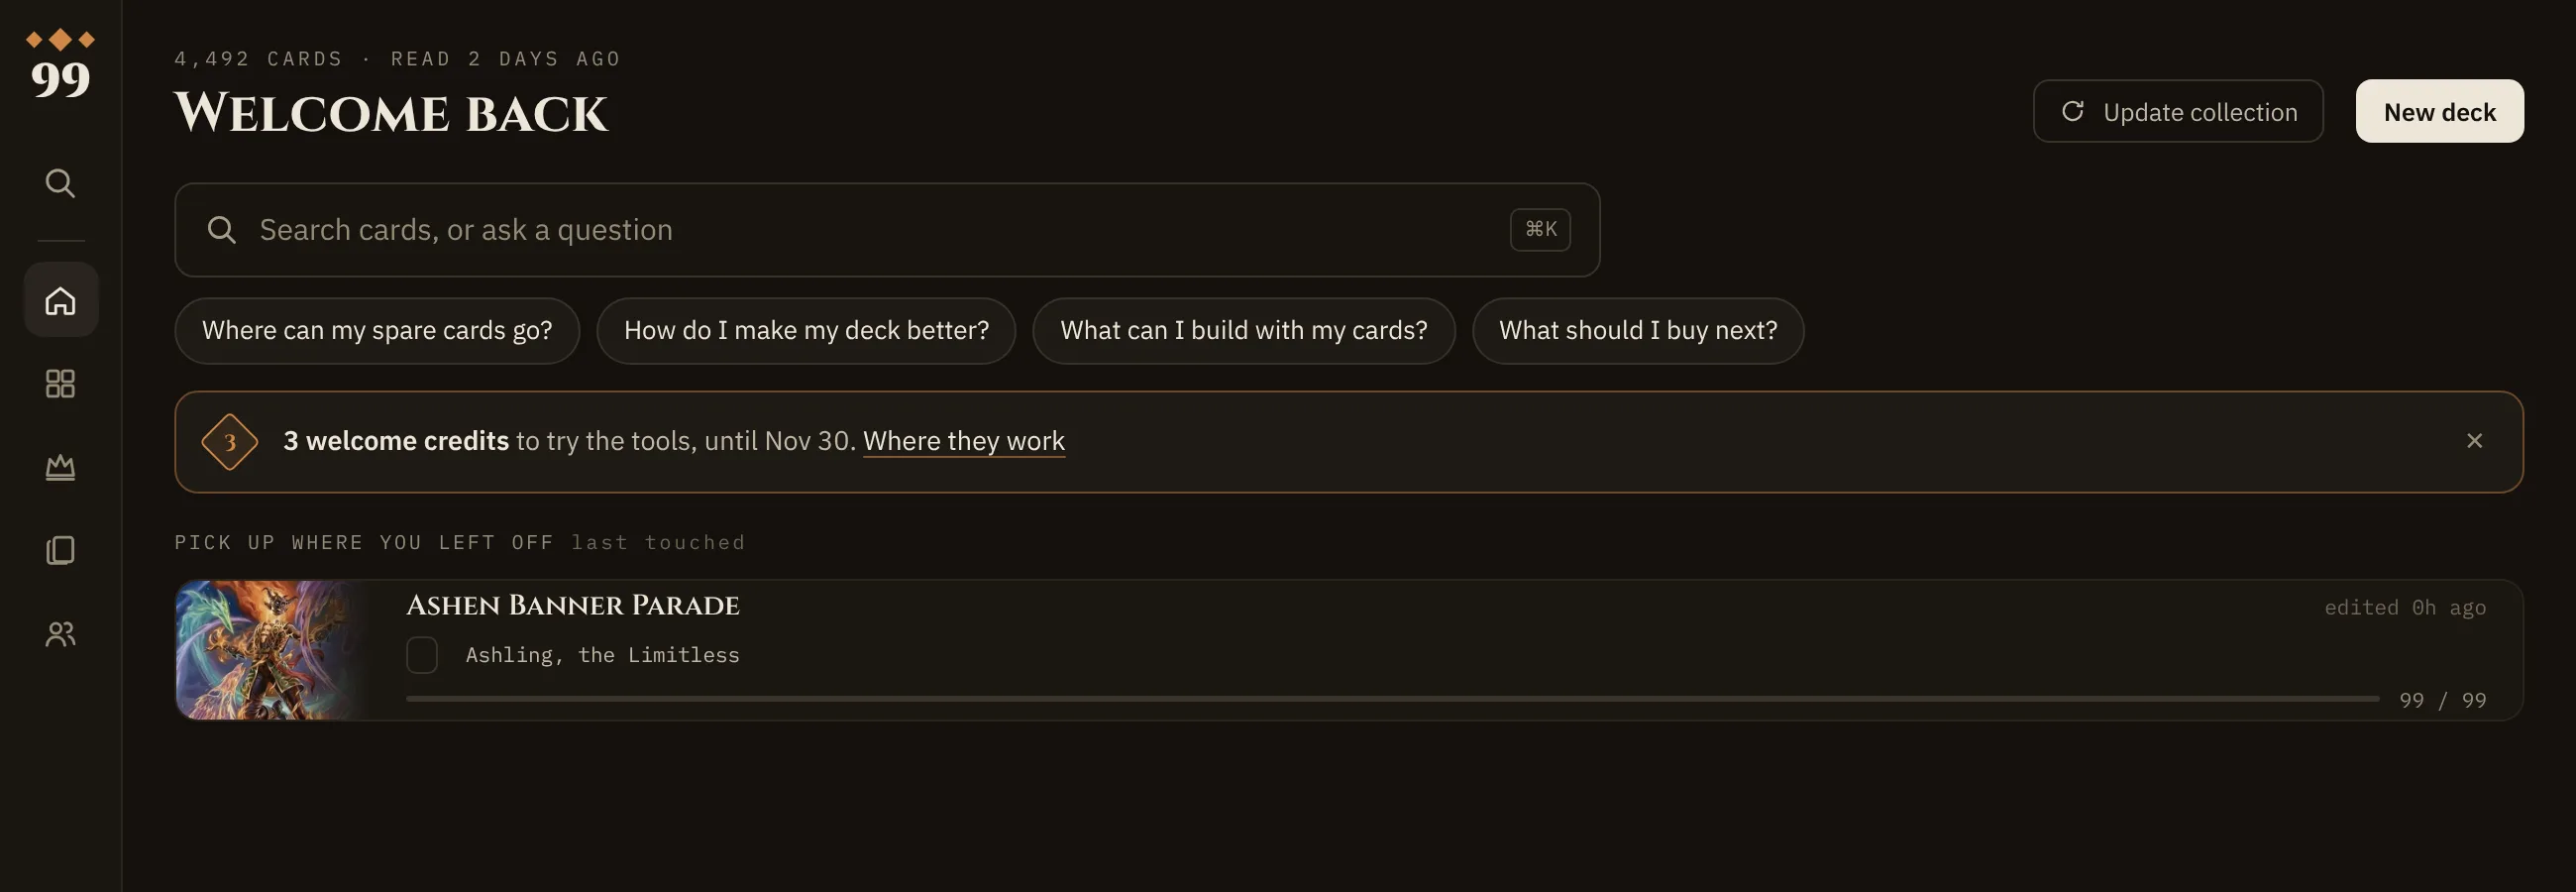 99
4,492 CARDS · READ 2 DAYS AGO
WELCOME BACK
Update collection
New deck
Search cards, or ask a question
⌘K
Where can my spare cards go?
How do I make my deck better?
What can I build with my cards?
What should I buy next?
3
3 welcome credits to try the tools, until Nov 30. Where they work
PICK UP WHERE YOU LEFT OFF last touched
ASHEN BANNER PARADE
edited 0h ago
Ashling, the Limitless
99 / 99